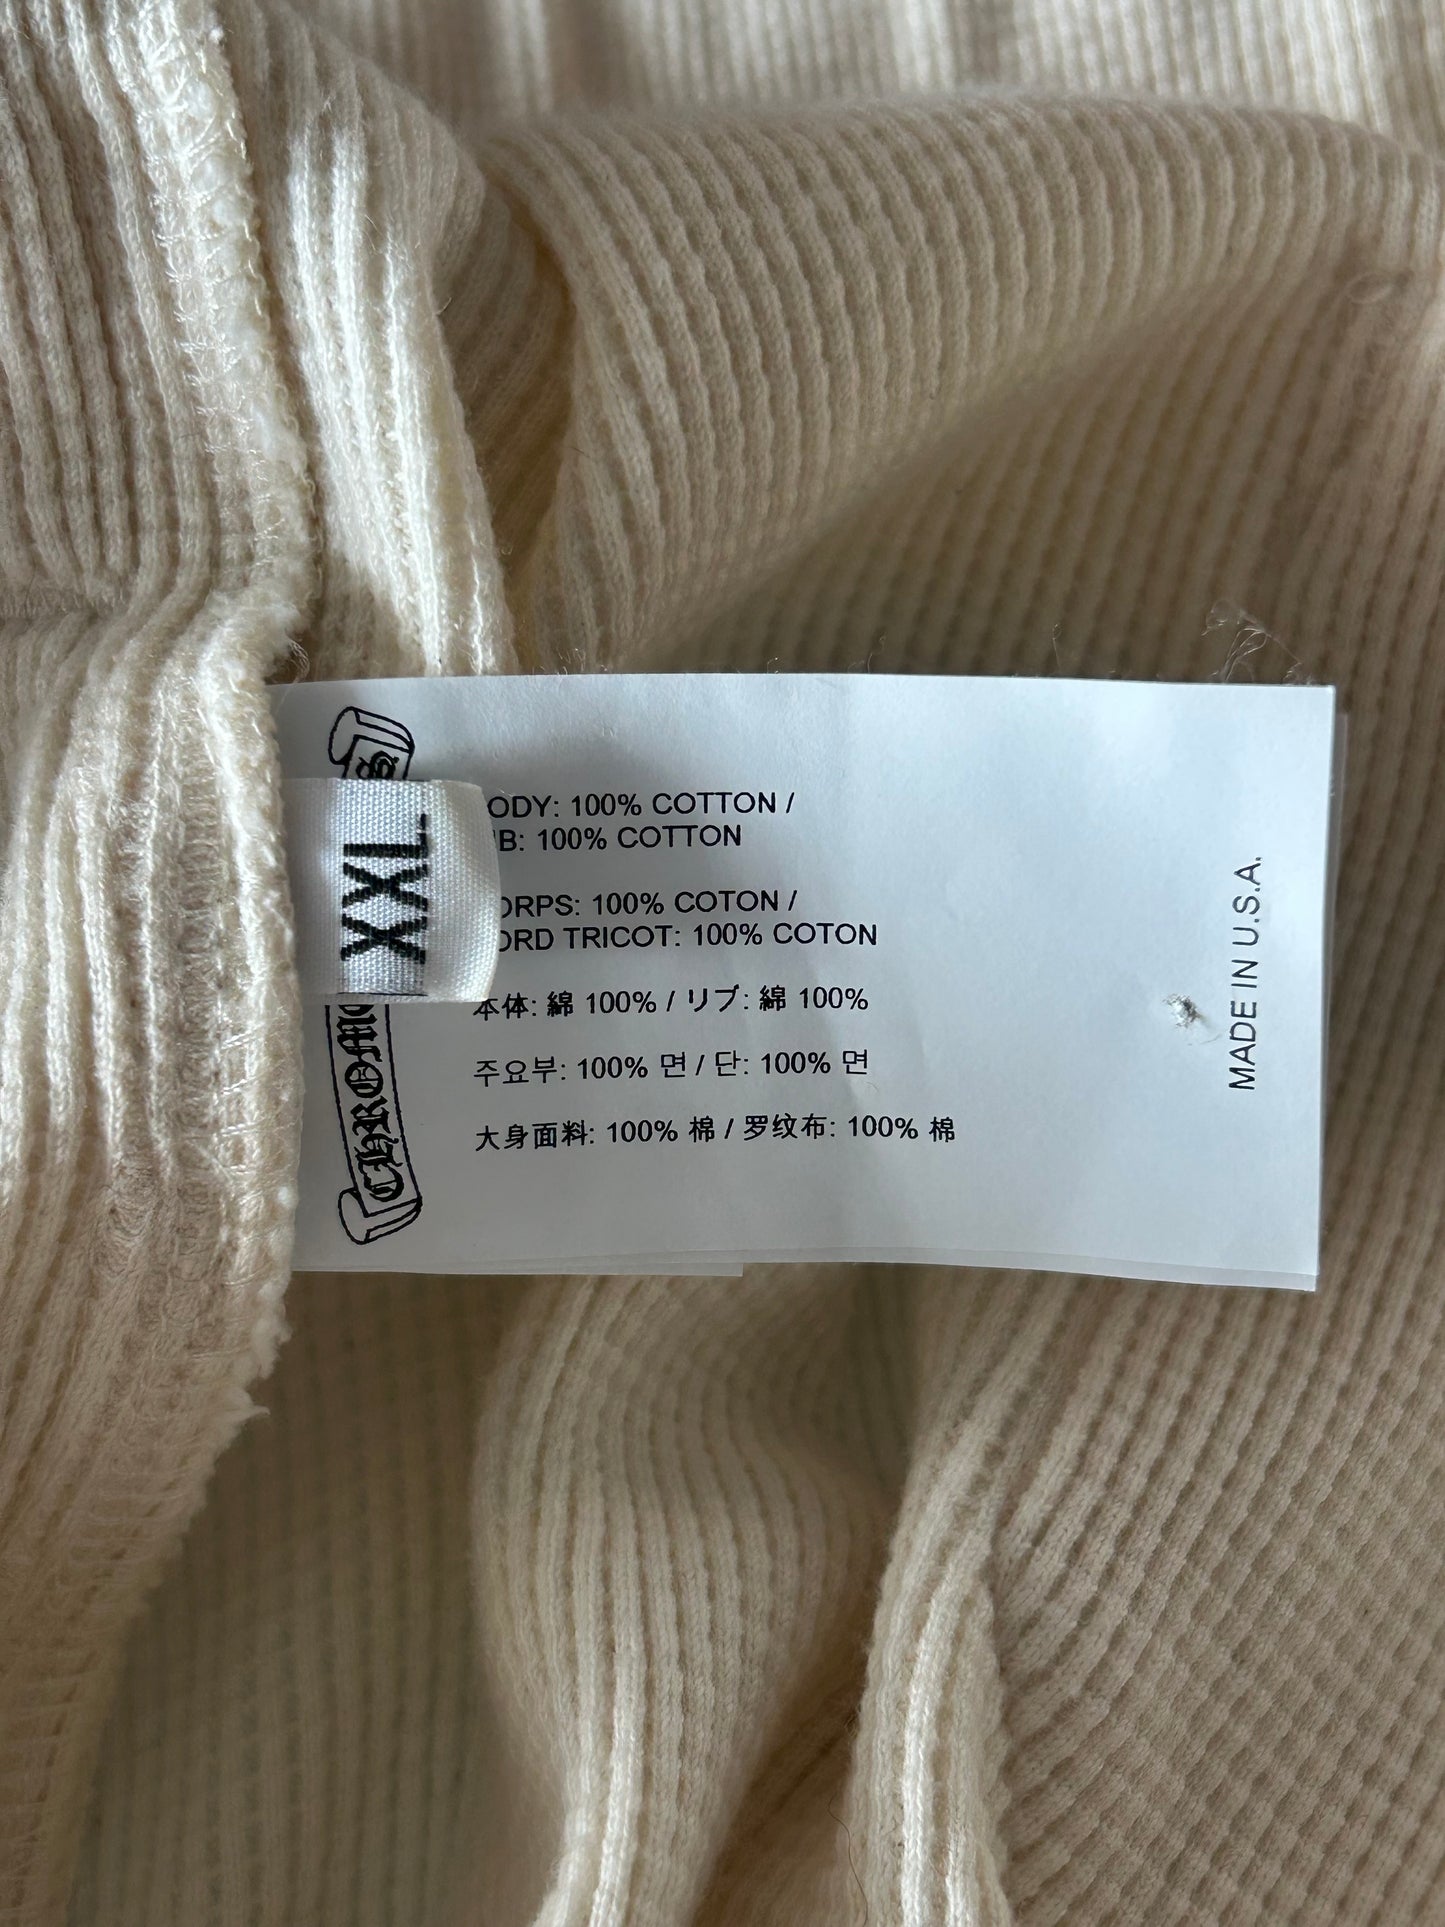 XXL
ODY: 100% COTTON /
IB: 100% COTTON
ORPS: 100% COTON /
ORD TRICOT: 100% COTON
本体: 綿 100% / リブ: 綿 100%
주요부: 100% 면 / 단: 100% 면
大身面料: 100% 棉 / 罗纹布: 100% 棉
MADE IN U.S.A.